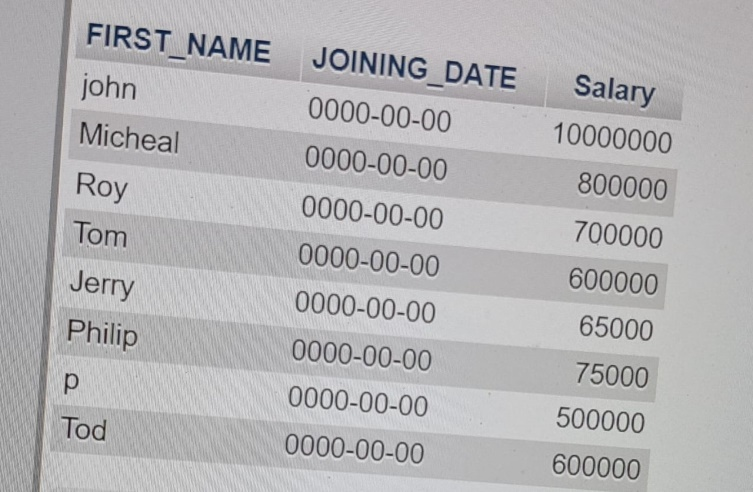 FIRST_NAME JOINING_DATE Salary
john 0000-00-00 10000000
Micheal 0000-00-00 800000
Roy 0000-00-00 700000
Tom 0000-00-00 600000
Jerry 0000-00-00 65000
Philip 0000-00-00 75000
p 0000-00-00 500000
Tod 0000-00-00 600000